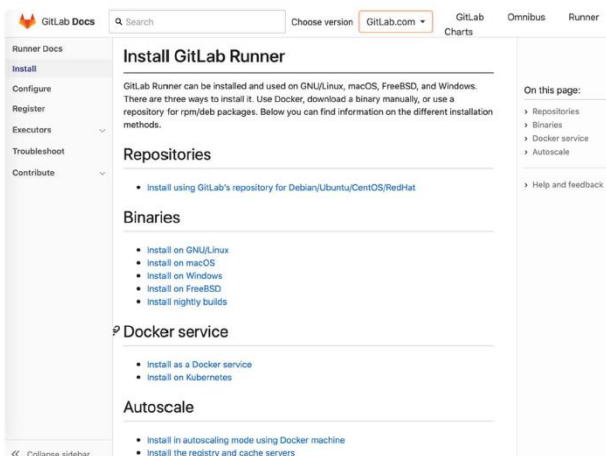 GitLab Docs
Search
Choose version
GitLab.com
GitLab Charts
Omnibus
Runner
Runner Docs
Install
Configure
Register
Executors
Troubleshoot
Contribute
Collapse sidebar
Install GitLab Runner
GitLab Runner can be installed and used on GNU/Linux, macOS, FreeBSD, and Windows.
There are three ways to install it. Use Docker, download a binary manually, or use a
repository for rpm/deb packages. Below you can find information on the different installation
methods.
Repositories
Install using GitLab's repository for Debian/Ubuntu/CentOS/RedHat
Binaries
Install on GNU/Linux
Install on macOS
Install on Windows
Install on FreeBSD
Install nightly builds
Docker service
Install as a Docker service
Install on Kubernetes
Autoscale
Install in autoscaling mode using Docker machine
Install the registry and cache servers
On this page:
Repositories
Binaries
Docker service
Autoscale
Help and feedback